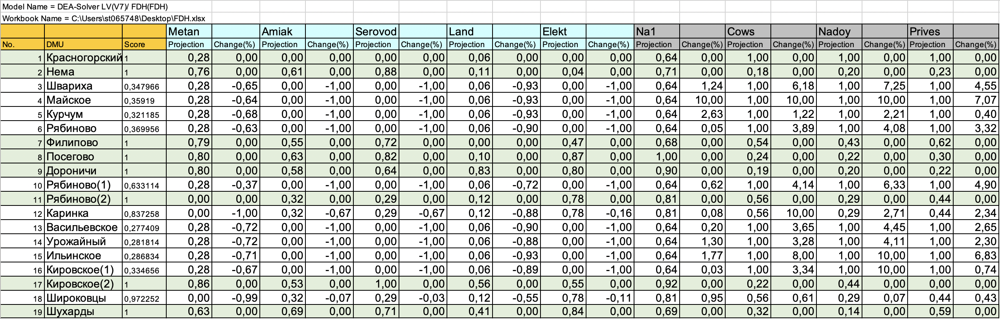 Model Name = DEA-Solver LV(V7)/ FDH(FDH)
Workbook Name = C:\Users\st065748\Desktop\FDH.xlsx
Metan Amiak Serovod Land Elekt Na1 Cows Nadoy Prives
No. DMU Score Projection Change(%) Projection Change(%) Projection Change(%) Projection Change(%) Projection Change(%) Projection Change(%) Projection Change(%) Projection Change(%) Projection Change(%)
1 Красногорский 1 0,28 0,00 0,00 0,00 0,00 0,00 0,06 0,00 0,00 0,00 0,64 0,00 1,00 0,00 1,00 0,00 1,00 0,00
2 Нема 1 0,76 0,00 0,61 0,00 0,88 0,00 0,11 0,00 0,04 0,00 0,71 0,00 0,18 0,00 0,20 0,00 0,23 0,00
3 Швариха 0,347966 0,28 -0,65 0,00 -1,00 0,00 -1,00 0,06 -0,93 0,00 -1,00 0,64 1,24 1,00 6,18 1,00 7,25 1,00 4,55
4 Майское 0,35919 0,28 -0,64 0,00 -1,00 0,00 -1,00 0,06 -0,93 0,00 -1,00 0,64 10,00 1,00 10,00 1,00 10,00 1,00 7,07
5 Курчум 0,321185 0,28 -0,68 0,00 -1,00 0,00 -1,00 0,06 -0,93 0,00 -1,00 0,64 2,63 1,00 1,22 1,00 2,21 1,00 0,40
6 Рябиново 0,369956 0,28 -0,63 0,00 -1,00 0,00 -1,00 0,06 -0,90 0,00 -1,00 0,64 0,05 1,00 3,89 1,00 4,08 1,00 3,32
7 Филипово 1 0,79 0,00 0,55 0,00 0,72 0,00 0,00 0,00 0,47 0,00 0,68 0,00 0,54 0,00 0,43 0,00 0,62 0,00
8 Посегово 1 0,80 0,00 0,63 0,00 0,82 0,00 0,10 0,00 0,87 0,00 1,00 0,00 0,24 0,00 0,22 0,00 0,30 0,00
9 Дороничи 1 0,80 0,00 0,58 0,00 0,64 0,00 0,83 0,00 0,80 0,00 0,90 0,00 0,19 0,00 0,20 0,00 0,22 0,00
10 Рябиново(1) 0,633114 0,28 -0,37 0,00 -1,00 0,00 -1,00 0,06 -0,72 0,00 -1,00 0,64 0,62 1,00 4,14 1,00 6,33 1,00 4,90
11 Рябиново(2) 1 0,00 0,00 0,32 0,00 0,29 0,00 0,12 0,00 0,78 0,00 0,81 0,00 0,56 0,00 0,29 0,00 0,44 0,00
12 Каринка 0,837258 0,00 -1,00 0,32 -0,67 0,29 -0,67 0,12 -0,88 0,78 -0,16 0,81 0,08 0,56 10,00 0,29 2,71 0,44 2,34
13 Васильевское 0,277409 0,28 -0,72 0,00 -1,00 0,00 -1,00 0,06 -0,90 0,00 -1,00 0,64 0,20 1,00 3,65 1,00 4,45 1,00 2,65
14 Урожайный 0,281814 0,28 -0,72 0,00 -1,00 0,00 -1,00 0,06 -0,88 0,00 -1,00 0,64 1,30 1,00 3,28 1,00 4,11 1,00 2,30
15 Ильинское 0,286834 0,28 -0,71 0,00 -1,00 0,00 -1,00 0,06 -0,93 0,00 -1,00 0,64 1,77 1,00 8,00 1,00 10,00 1,00 6,83
16 Кировское(1) 0,334656 0,28 -0,67 0,00 -1,00 0,00 -1,00 0,06 -0,89 0,00 -1,00 0,64 0,03 1,00 3,34 1,00 10,00 1,00 0,74
17 Кировское(2) 1 0,86 0,00 0,53 0,00 1,00 0,00 0,56 0,00 0,55 0,00 0,92 0,00 0,22 0,00 0,44 0,00 0,00 0,00
18 Широковцы 0,972252 0,00 -0,99 0,32 -0,07 0,29 -0,03 0,12 -0,55 0,78 -0,11 0,81 0,95 0,56 0,61 0,29 0,07 0,44 0,43
19 Шухарды 1 0,63 0,00 0,69 0,00 0,71 0,00 0,41 0,00 0,84 0,00 0,69 0,00 0,32 0,00 0,14 0,00 0,59 0,00